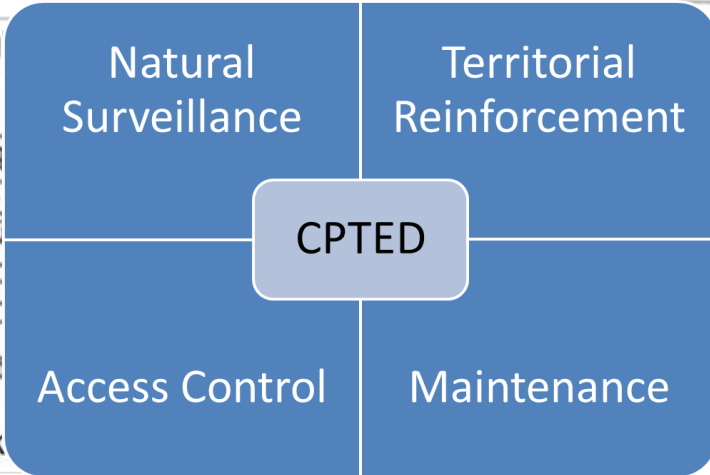 Natural
Surveillance
Territorial
Reinforcement
CPTED
Access Control
Maintenance